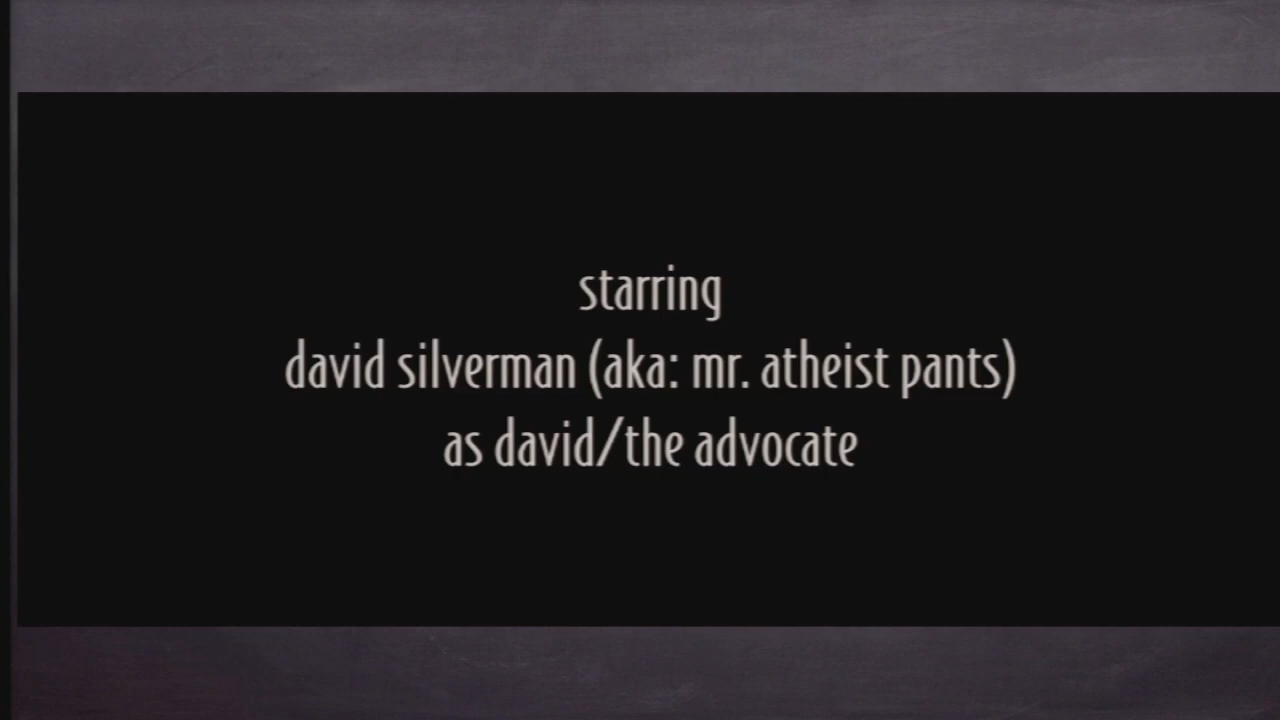 starring
david silverman (aka: mr. atheist pants)
as david/the advocate